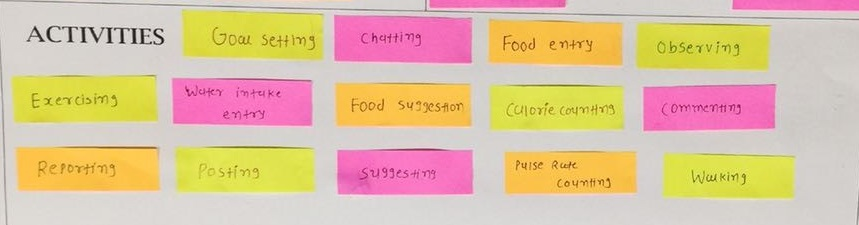 ACTIVITIES
Goal setting
Chatting
Food entry
Observing
Exercising
Water intake
entry
Food suggestion
Calorie counting
Commenting
Reporting
Posting
Suggesting
Pulse Rate
counting
Walking